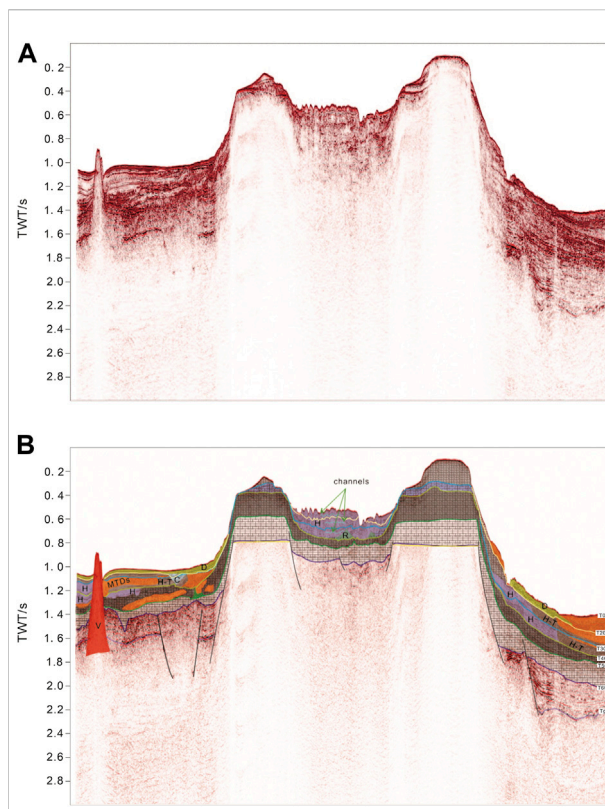 A
0. 2
0. 4
0. 6
0. 8
1. 0
1. 2
1. 4
1. 6
1. 8
2. 0
2. 2
2. 4
2. 6
2. 8
TWT/s
B
channels
0. 2
0. 4
0. 6
0. 8
1. 0
1. 2
1. 4
1. 6
1. 8
2. 0
2. 2
2. 4
2. 6
2. 8
TWT/s
H
R
D
MTDs
H-T
C
H
H
H
V
D
H-T
H
H-T